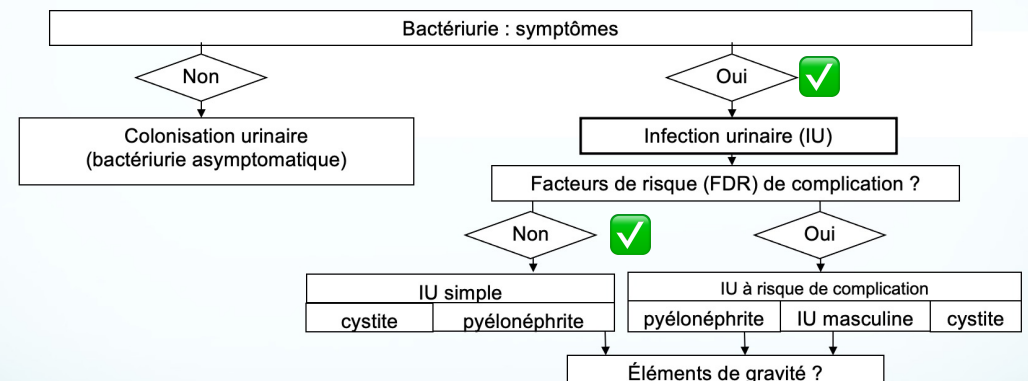 Bactériurie : symptômes
Non
Oui
Colonisation urinaire
(bactériurie asymptomatique)
Infection urinaire (IU)
Facteurs de risque (FDR) de complication ?
Non
Oui
IU simple
cystite
pyélonéphrite
IU à risque de complication
pyélonéphrite
IU masculine
cystite
Éléments de gravité ?